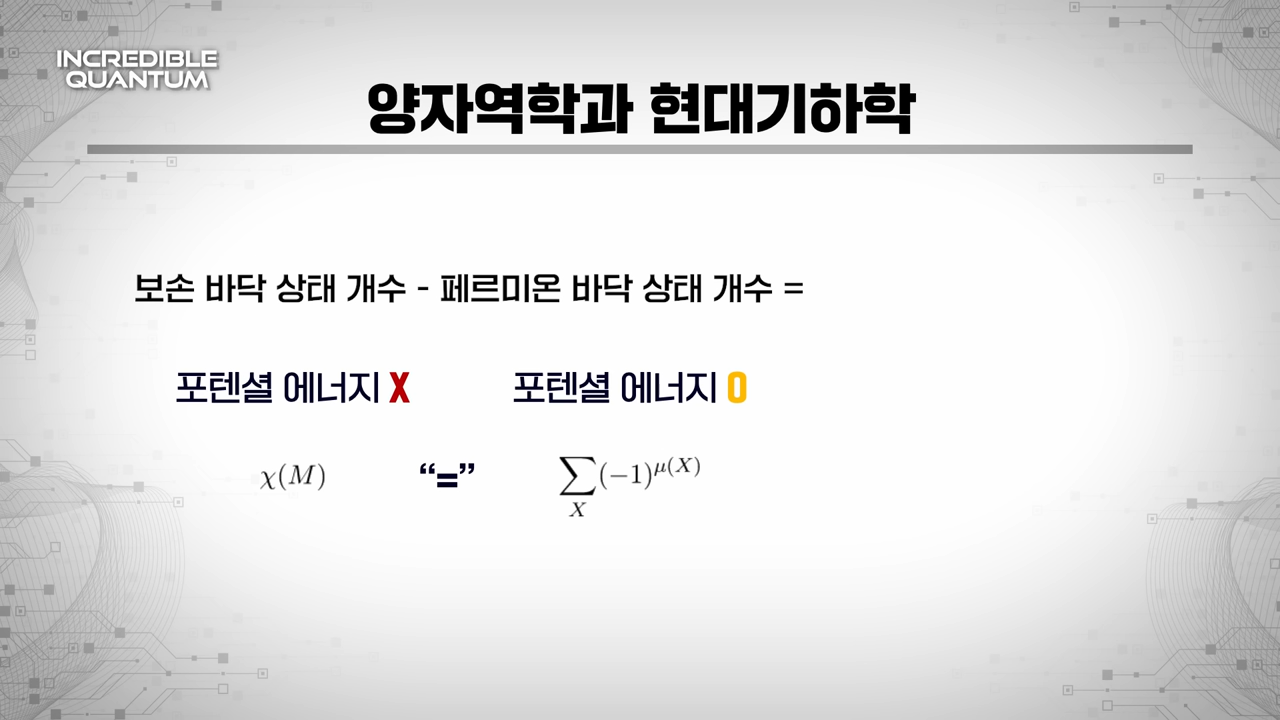 INCREDIBLE
QUANTUM
양자역학과 현대기하학
보손 바닥 상태 개수 - 페르미온 바닥 상태 개수 =
포텐셜 에너지 X 포텐셜 에너지 O
χ(M) “=” ∑_X (−1)^{μ(X)}